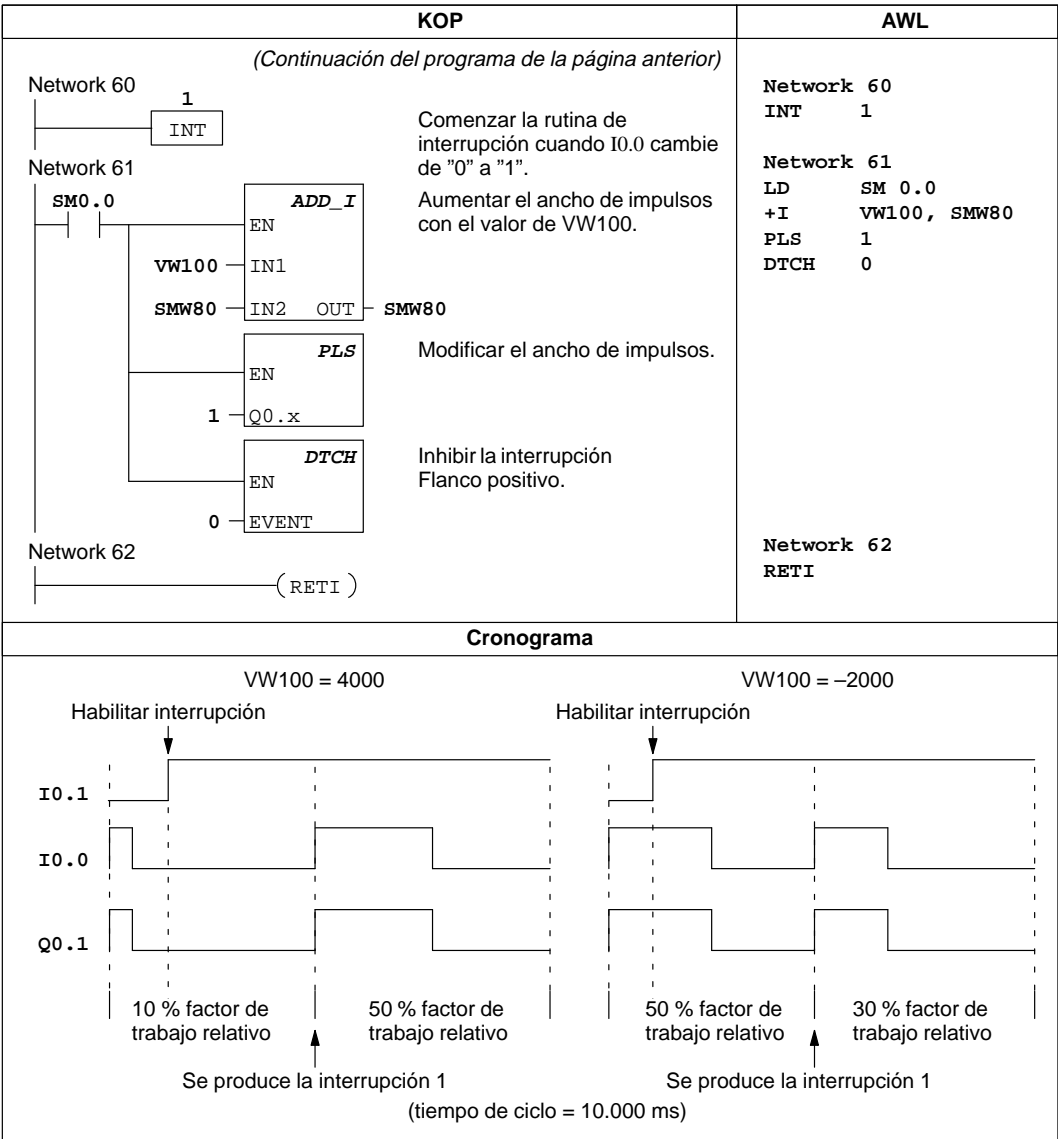 KOP
AWL
(Continuación del programa de la página anterior)
Network 60
1
INT
Comenzar la rutina de
interrupción cuando I0.0 cambie
de ”0” a ”1”.
Network 61
SM0.0
ADD_I
EN
VW100
IN1
SMW80
IN2 OUT
SMW80
Aumentar el ancho de impulsos
con el valor de VW100.
PLS
EN
1
Q0.x
Modificar el ancho de impulsos.
DTCH
EN
0
EVENT
Inhibir la interrupción
Flanco positivo.
Network 62
RETI
Network 60
INT 1
Network 61
LD SM 0.0
+I VW100, SMW80
PLS 1
DTCH 0
Network 62
RETI
Cronograma
VW100 = 4000
VW100 = –2000
Habilitar interrupción
Habilitar interrupción
I0.1
I0.0
Q0.1
10 % factor de
trabajo relativo
50 % factor de
trabajo relativo
50 % factor de
trabajo relativo
30 % factor de
trabajo relativo
Se produce la interrupción 1
Se produce la interrupción 1
(tiempo de ciclo = 10.000 ms)